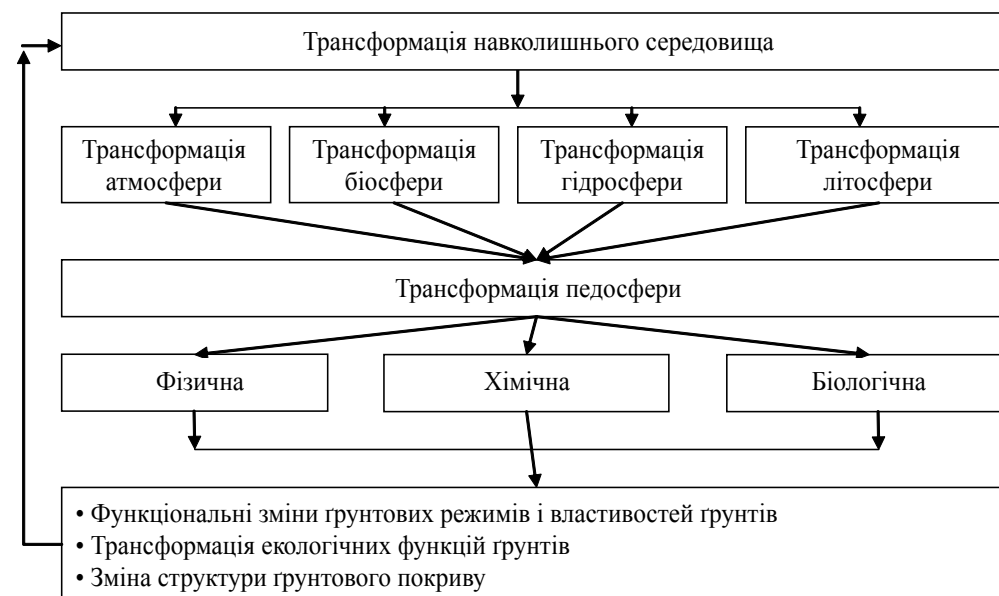 Трансформація навколишнього середовища
Трансформація
атмосфери
Трансформація
біосфери
Трансформація
гідросфери
Трансформація
літосфери
Трансформація педосфери
Фізична
Хімічна
Біологічна
• Функціональні зміни ґрунтових режимів і властивостей ґрунтів
• Трансформація екологічних функцій ґрунтів
• Зміна структури ґрунтового покриву